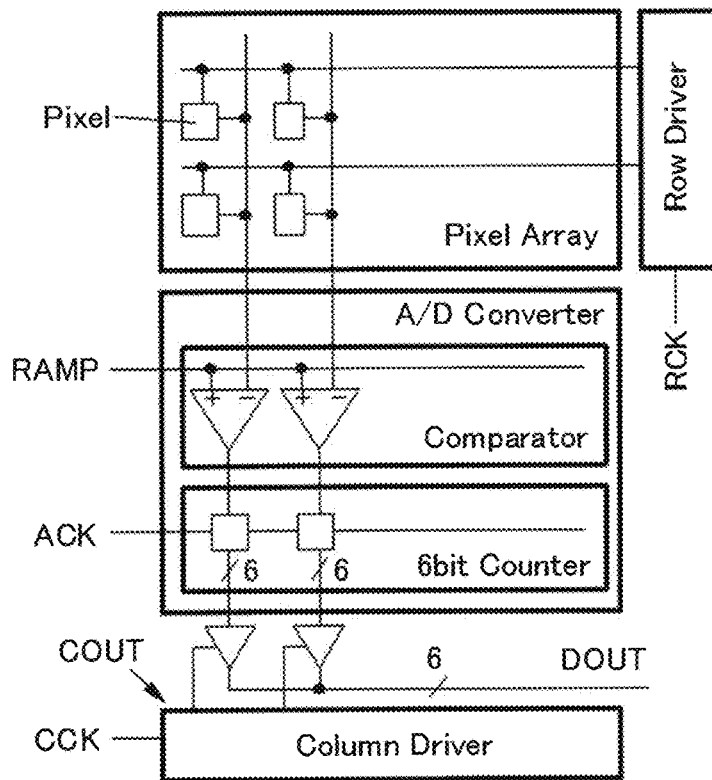 Pixel
Row Driver
Pixel Array
A/D Converter
RAMP
+ − + −
RCK
Comparator
ACK
6 6
6bit Counter
COUT
6
DOUT
CCK
Column Driver